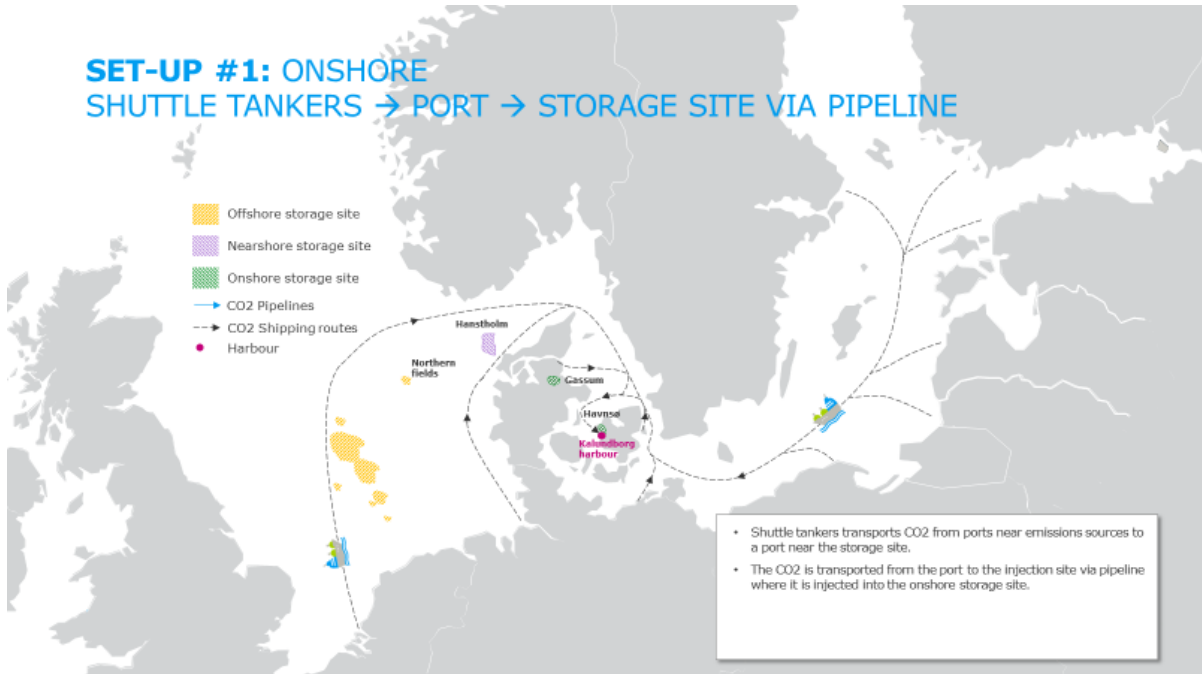 SET-UP #1: ONSHORE
SHUTTLE TANKERS → PORT → STORAGE SITE VIA PIPELINE
Offshore storage site
Nearshore storage site
Onshore storage site
CO2 Pipelines
CO2 Shipping routes
Harbour
Hanstholm
Northern
fields
Gassum
Havnsø
Kalundborg
harbour
• Shuttle tankers transports CO2 from ports near emissions sources to
a port near the storage site.
• The CO2 is transported from the port to the injection site via pipeline
where it is injected into the onshore storage site.